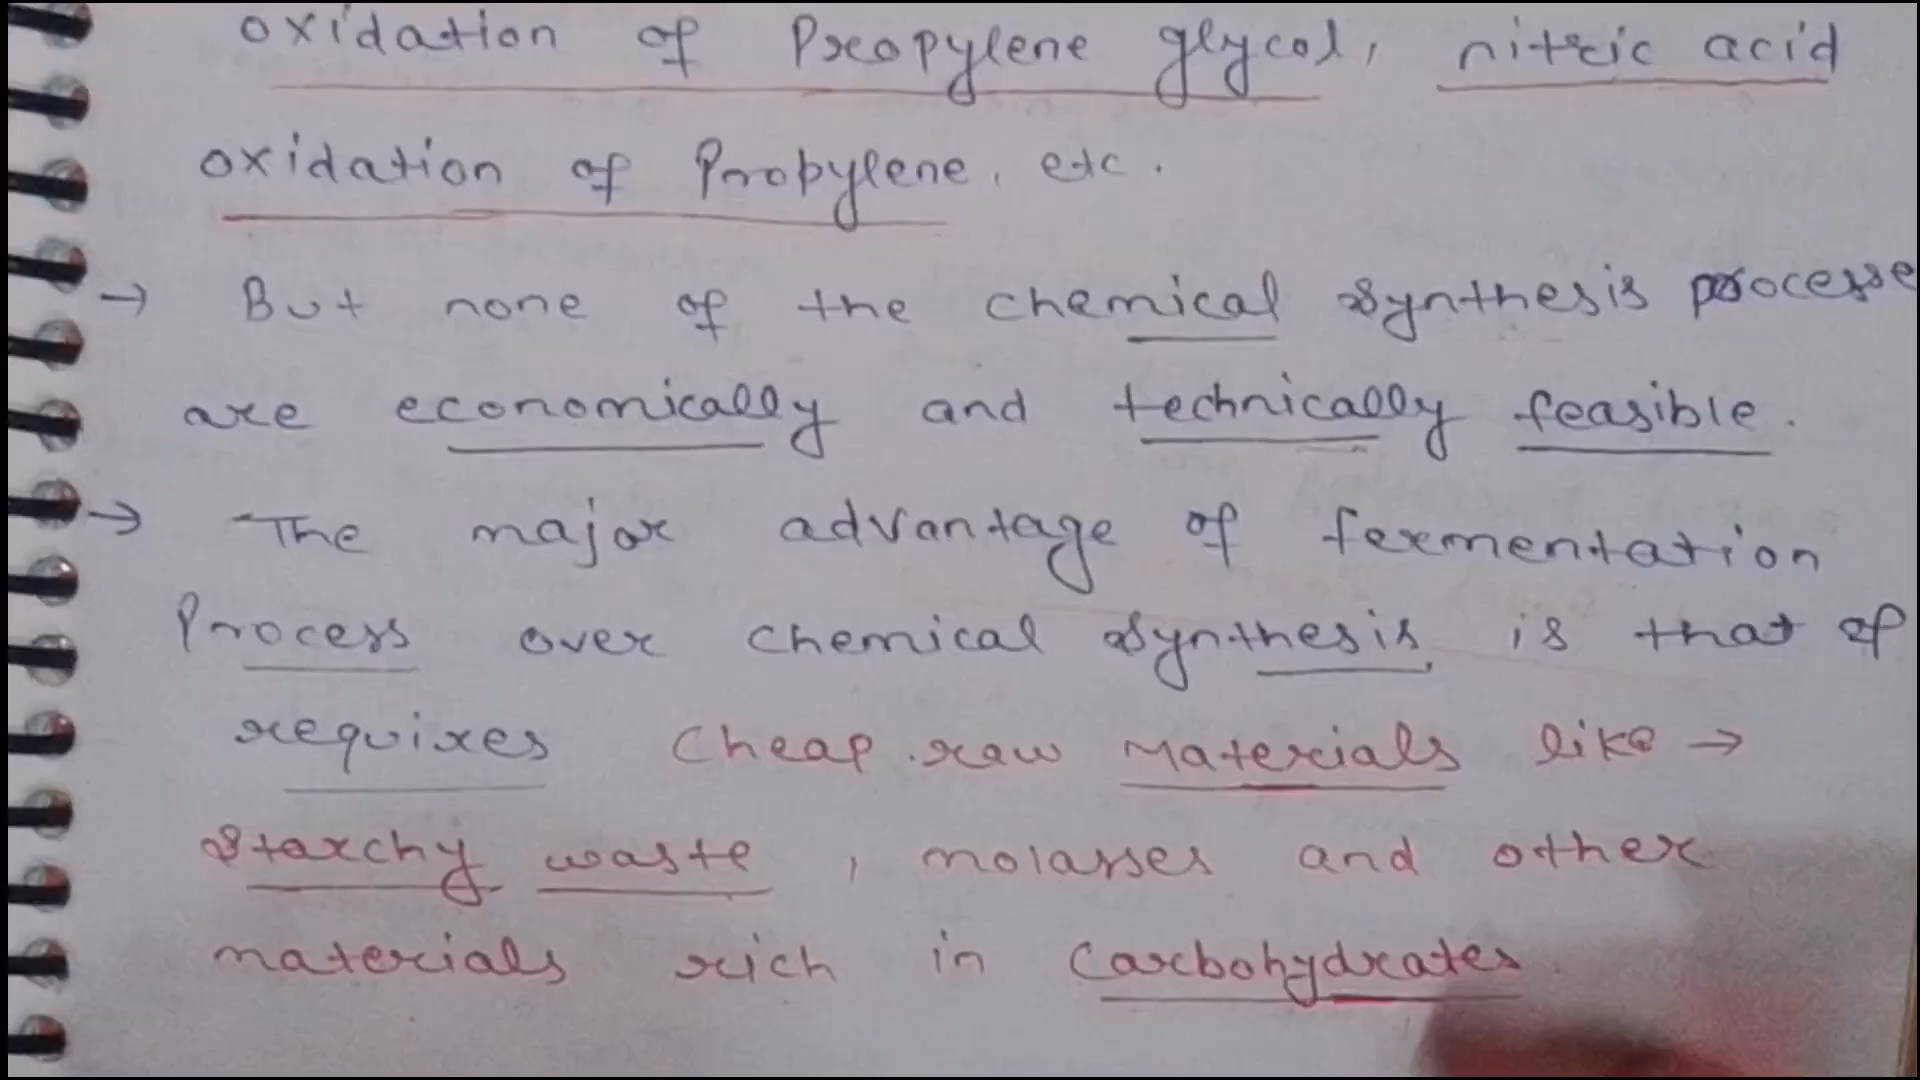 oxidation of Propylene glycol, nitric acid
oxidation of Propylene, etc.
→ But none of the chemical synthesis processe
are economically and technically feasible.
→ The major advantage of fermentation
Process over chemical synthesis, is that of
requires cheap raw Materials like →
starchy waste, molasses and other
materials rich in Carbohydrates.